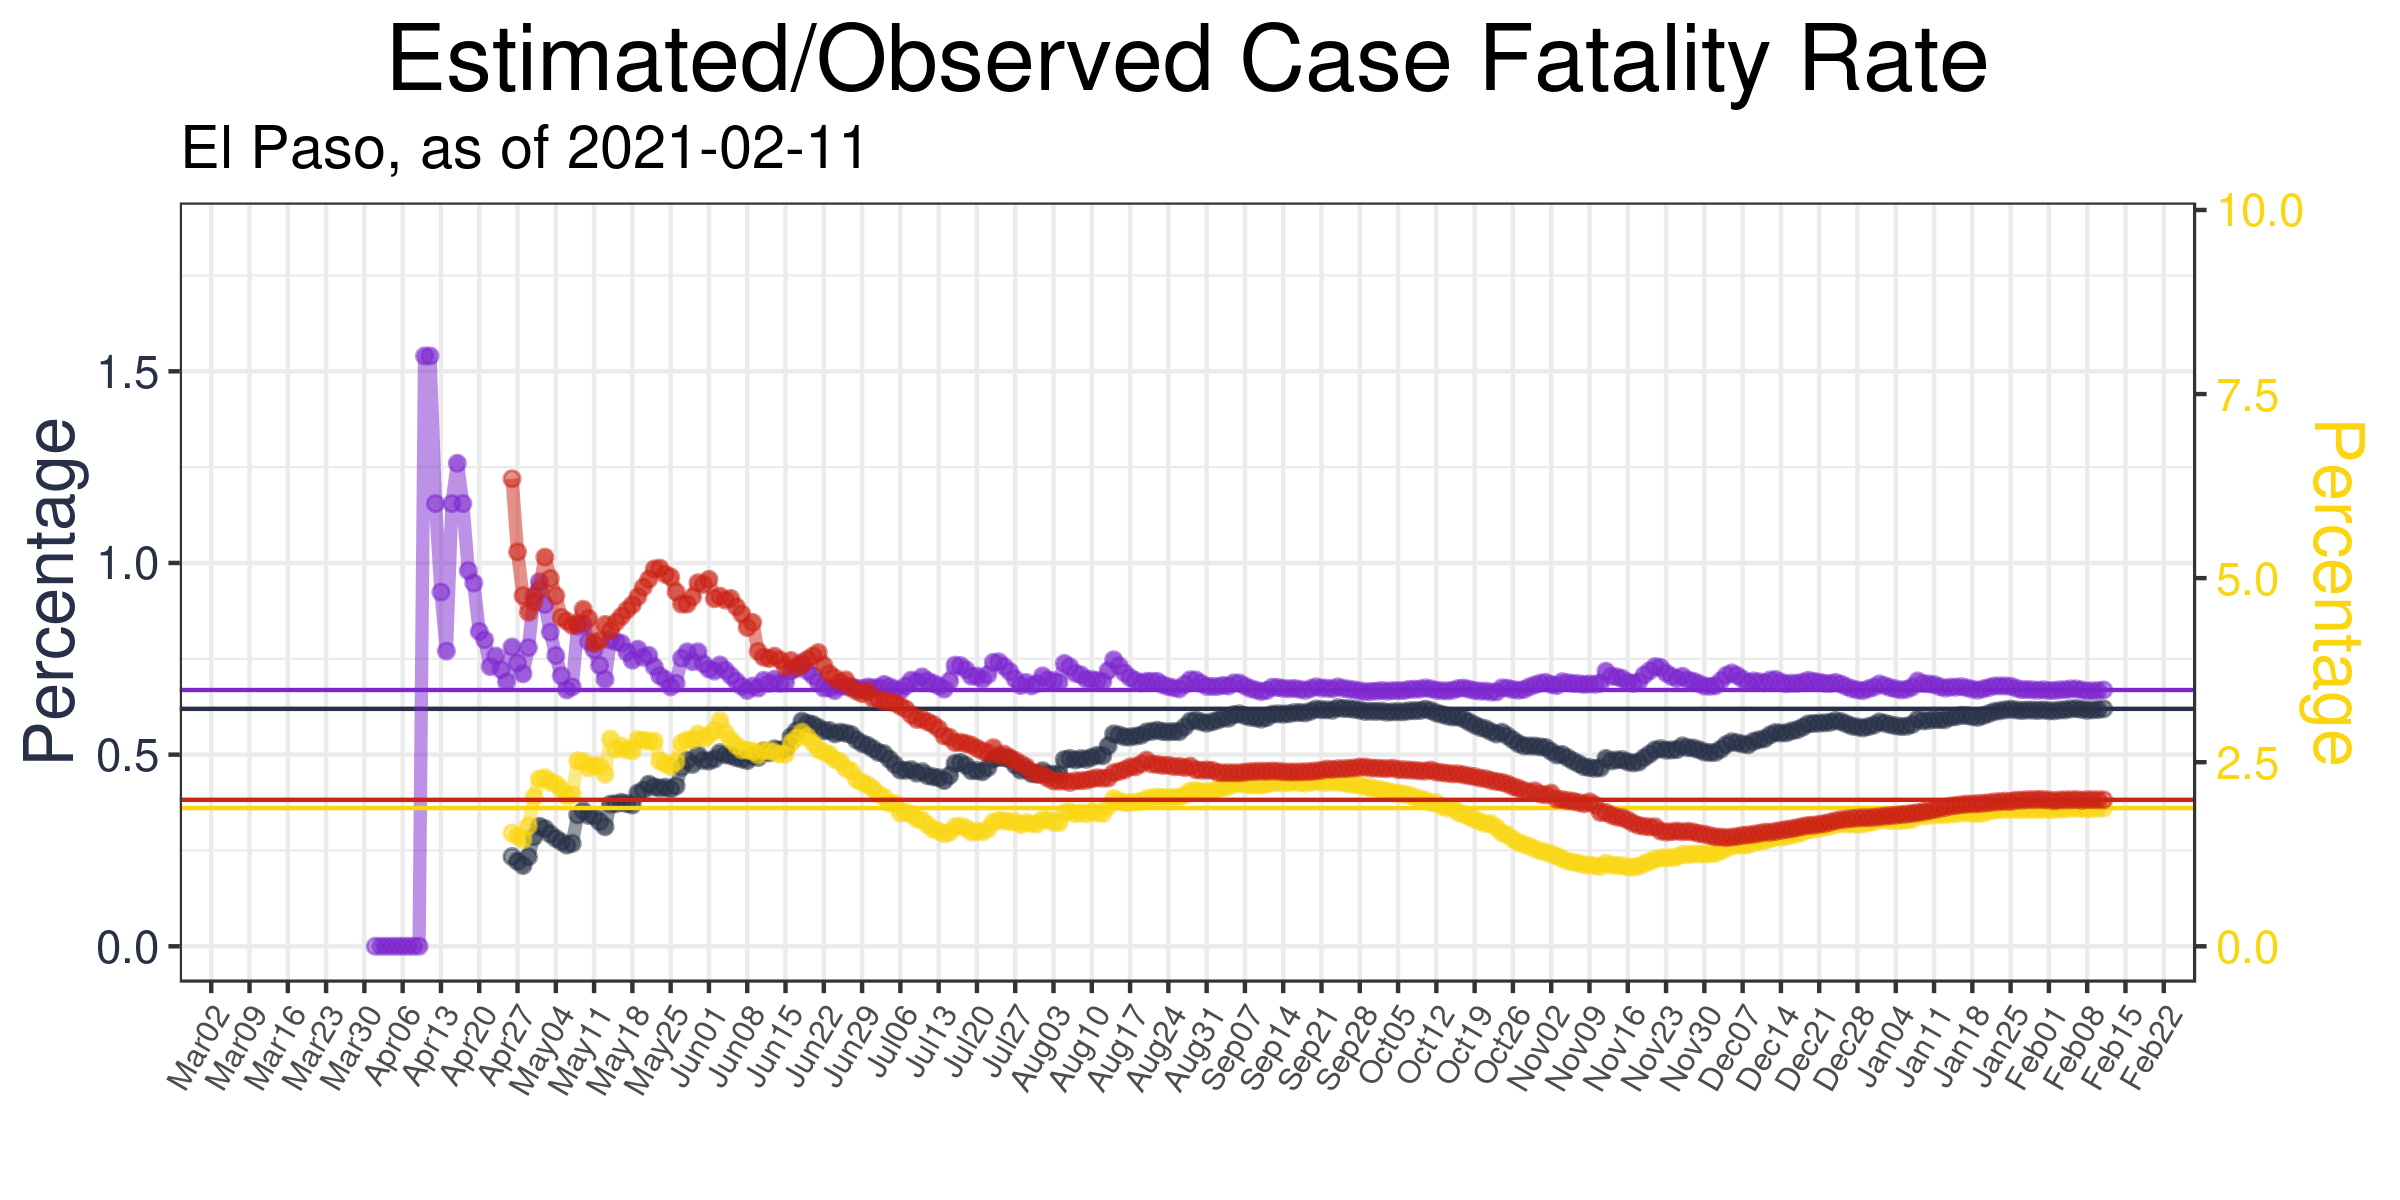 Estimated/Observed Case Fatality Rate
El Paso, as of 2021-02-11
Percentage
1.5
1.0
0.5
0.0
10.0
7.5
5.0
2.5
0.0
Percentage
Mar02 Mar09 Mar16 Mar23 Mar30 Apr06 Apr13 Apr20 Apr27 May04 May11 May18 May25 Jun01 Jun08 Jun15 Jun22 Jun29 Jul06 Jul13 Jul20 Jul27 Aug03 Aug10 Aug17 Aug24 Aug31 Sep07 Sep14 Sep21 Sep28 Oct05 Oct12 Oct19 Oct26 Nov02 Nov09 Nov16 Nov23 Nov30 Dec07 Dec14 Dec21 Dec28 Jan04 Jan11 Jan18 Jan25 Feb01 Feb08 Feb15 Feb22